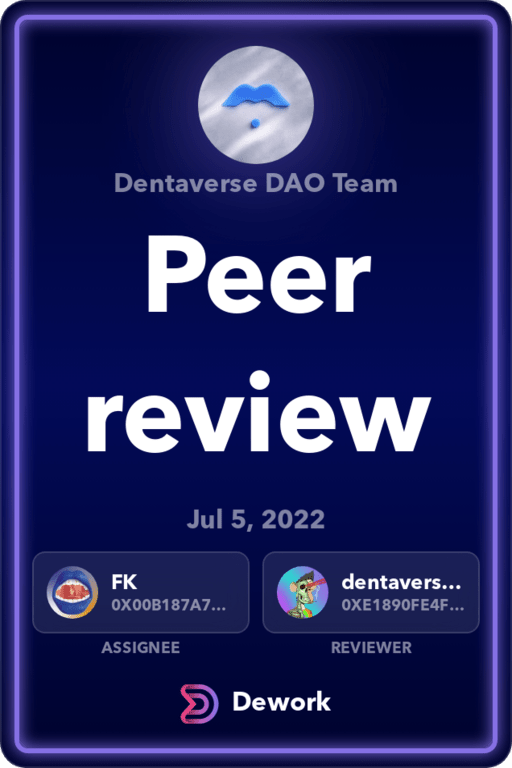 Dentaverse DAO Team
Peer
review
Jul 5, 2022
FK
0X00B187A7...
ASSIGNEE
dentavers...
0XE1890FE4F...
REVIEWER
Dework